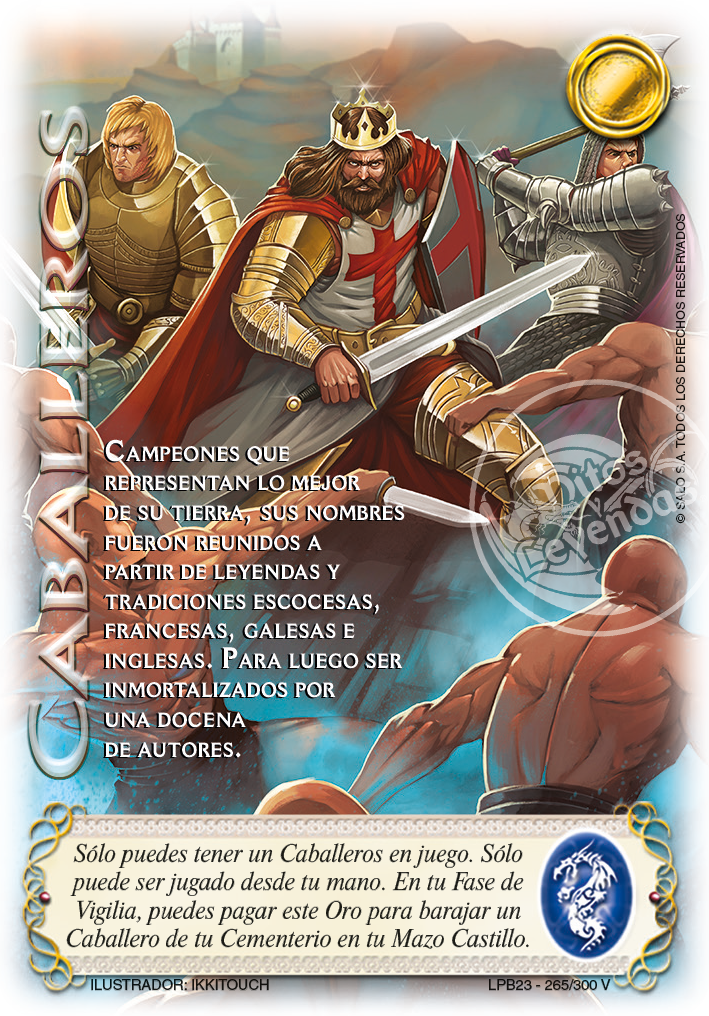 CABALLEROS
CAMPEONES QUE
REPRESENTAN LO MEJOR
DE SU TIERRA, SUS NOMBRES
FUERON REUNIDOS A
PARTIR DE LEYENDAS Y
TRADICIONES ESCOCESAS,
FRANCESAS, GALESAS E
INGLESAS. PARA LUEGO SER
INMORTALIZADOS POR
UNA DOCENA
DE AUTORES.
© SALO S.A. TODOS LOS DERECHOS RESERVADOS
Mitos
y
Leyendas
Sólo puedes tener un Caballeros en juego. Sólo
puede ser jugado desde tu mano. En tu Fase de
Vigilia, puedes pagar este Oro para barajar un
Caballero de tu Cementerio en tu Mazo Castillo.
ILUSTRADOR: IKKITOUCH
LPB23 - 265/300 V